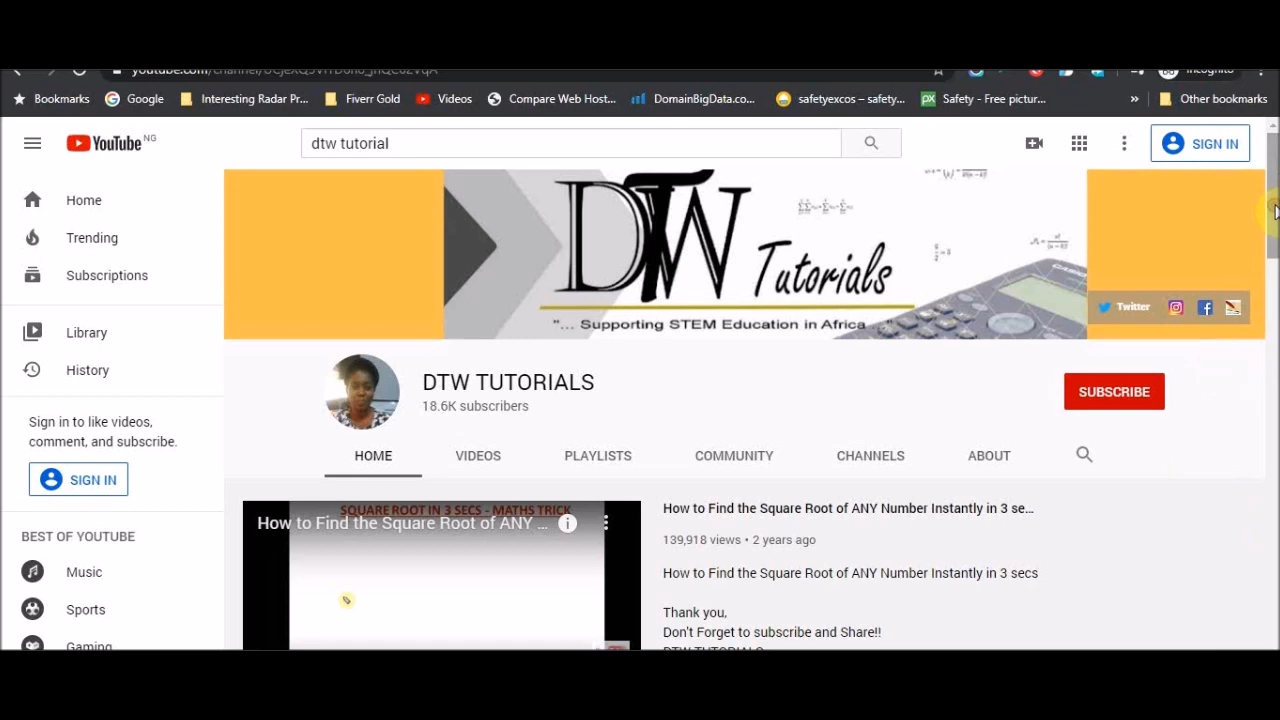 Incognito
Bookmarks
Google
Interesting Radar Pr...
Fiverr Gold
Videos
Compare Web Host...
DomainBigData.co...
safetyexcos – safety...
Safety - Free pictur...
»
Other bookmarks
YouTube NG
dtw tutorial
SIGN IN
Home
Trending
Subscriptions
Library
History
Sign in to like videos,
comment, and subscribe.
SIGN IN
BEST OF YOUTUBE
Music
Sports
Gaming
DTW Tutorials
"... Supporting STEM Education in Africa ..."
CASIO
Twitter
DTW TUTORIALS
18.6K subscribers
SUBSCRIBE
HOME
VIDEOS
PLAYLISTS
COMMUNITY
CHANNELS
ABOUT
SQUARE ROOT IN 3 SECS - MATHS TRICK
How to Find the Square Root of ANY ...
How to Find the Square Root of ANY Number Instantly in 3 se...
139,918 views • 2 years ago
How to Find the Square Root of ANY Number Instantly in 3 secs
Thank you,
Don't Forget to subscribe and Share!!
DTW TUTORIALS